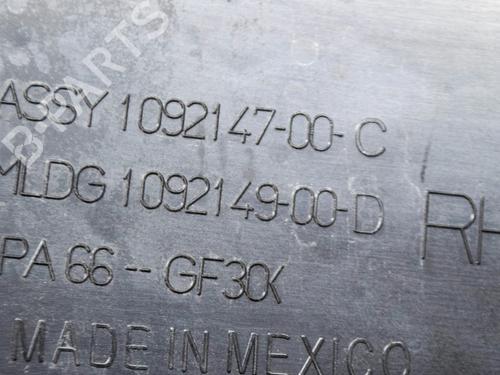 B-PARTS
ASSY 1092147-00-C
MLDG 1092149-00-D
RH
PA 66--GF30K
MADE IN MEXICO